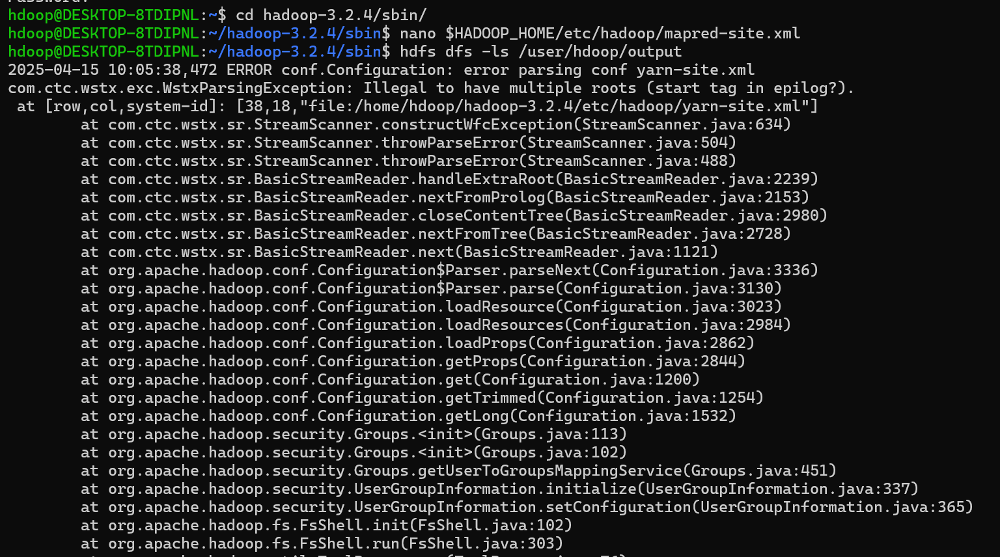 hdoop@DESKTOP-8TDIPNL:~$ cd hadoop-3.2.4/sbin/
hdoop@DESKTOP-8TDIPNL:~/hadoop-3.2.4/sbin$ nano $HADOOP_HOME/etc/hadoop/mapred-site.xml
hdoop@DESKTOP-8TDIPNL:~/hadoop-3.2.4/sbin$ hdfs dfs -ls /user/hdoop/output
2025-04-15 10:05:38,472 ERROR conf.Configuration: error parsing conf yarn-site.xml
com.ctc.wstx.exc.WstxParsingException: Illegal to have multiple roots (start tag in epilog?).
 at [row,col,system-id]: [38,18,"file:/home/hdoop/hadoop-3.2.4/etc/hadoop/yarn-site.xml"]
        at com.ctc.wstx.sr.StreamScanner.constructWfcException(StreamScanner.java:634)
        at com.ctc.wstx.sr.StreamScanner.throwParseError(StreamScanner.java:504)
        at com.ctc.wstx.sr.StreamScanner.throwParseError(StreamScanner.java:488)
        at com.ctc.wstx.sr.BasicStreamReader.handleExtraRoot(BasicStreamReader.java:2239)
        at com.ctc.wstx.sr.BasicStreamReader.nextFromProlog(BasicStreamReader.java:2153)
        at com.ctc.wstx.sr.BasicStreamReader.closeContentTree(BasicStreamReader.java:2980)
        at com.ctc.wstx.sr.BasicStreamReader.nextFromTree(BasicStreamReader.java:2728)
        at com.ctc.wstx.sr.BasicStreamReader.next(BasicStreamReader.java:1121)
        at org.apache.hadoop.conf.Configuration$Parser.parseNext(Configuration.java:3336)
        at org.apache.hadoop.conf.Configuration$Parser.parse(Configuration.java:3130)
        at org.apache.hadoop.conf.Configuration.loadResource(Configuration.java:3023)
        at org.apache.hadoop.conf.Configuration.loadResources(Configuration.java:2984)
        at org.apache.hadoop.conf.Configuration.loadProps(Configuration.java:2862)
        at org.apache.hadoop.conf.Configuration.getProps(Configuration.java:2844)
        at org.apache.hadoop.conf.Configuration.get(Configuration.java:1200)
        at org.apache.hadoop.conf.Configuration.getTrimmed(Configuration.java:1254)
        at org.apache.hadoop.conf.Configuration.getLong(Configuration.java:1532)
        at org.apache.hadoop.security.Groups.<init>(Groups.java:113)
        at org.apache.hadoop.security.Groups.<init>(Groups.java:102)
        at org.apache.hadoop.security.Groups.getUserToGroupsMappingService(Groups.java:451)
        at org.apache.hadoop.security.UserGroupInformation.initialize(UserGroupInformation.java:337)
        at org.apache.hadoop.security.UserGroupInformation.setConfiguration(UserGroupInformation.java:365)
        at org.apache.hadoop.fs.FsShell.init(FsShell.java:102)
        at org.apache.hadoop.fs.FsShell.run(FsShell.java:303)